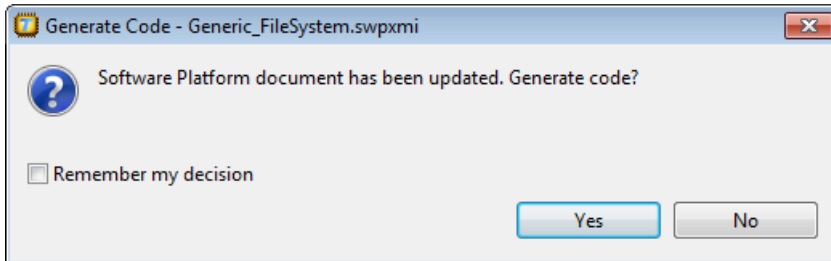 Generate Code - Generic_FileSystem.swpxmi
Software Platform document has been updated. Generate code?
Remember my decision
Yes
No